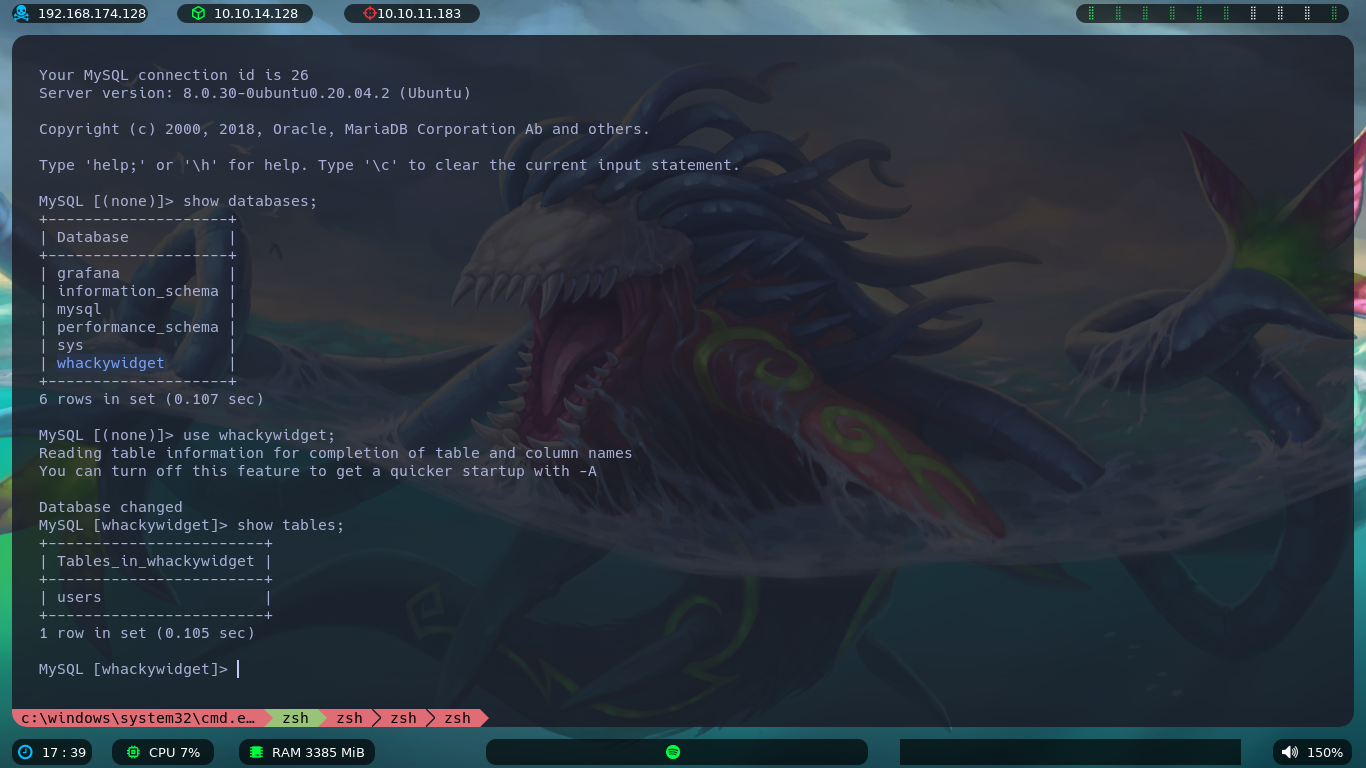 192.168.174.128
10.10.14.128
10.10.11.183
Your MySQL connection id is 26
Server version: 8.0.30-0ubuntu0.20.04.2 (Ubuntu)
Copyright (c) 2000, 2018, Oracle, MariaDB Corporation Ab and others.
Type 'help;' or '\h' for help. Type '\c' to clear the current input statement.
MySQL [(none)]> show databases;
+--------------------+
| Database           |
+--------------------+
| grafana            |
| information_schema |
| mysql              |
| performance_schema |
| sys                |
| whackywidget       |
+--------------------+
6 rows in set (0.107 sec)
MySQL [(none)]> use whackywidget;
Reading table information for completion of table and column names
You can turn off this feature to get a quicker startup with -A
Database changed
MySQL [whackywidget]> show tables;
+------------------------+
| Tables_in_whackywidget |
+------------------------+
| users                  |
+------------------------+
1 row in set (0.105 sec)
MySQL [whackywidget]>
c:\windows\system32\cmd.e… zsh zsh zsh zsh
17 : 39 CPU 7% RAM 3385 MiB 150%